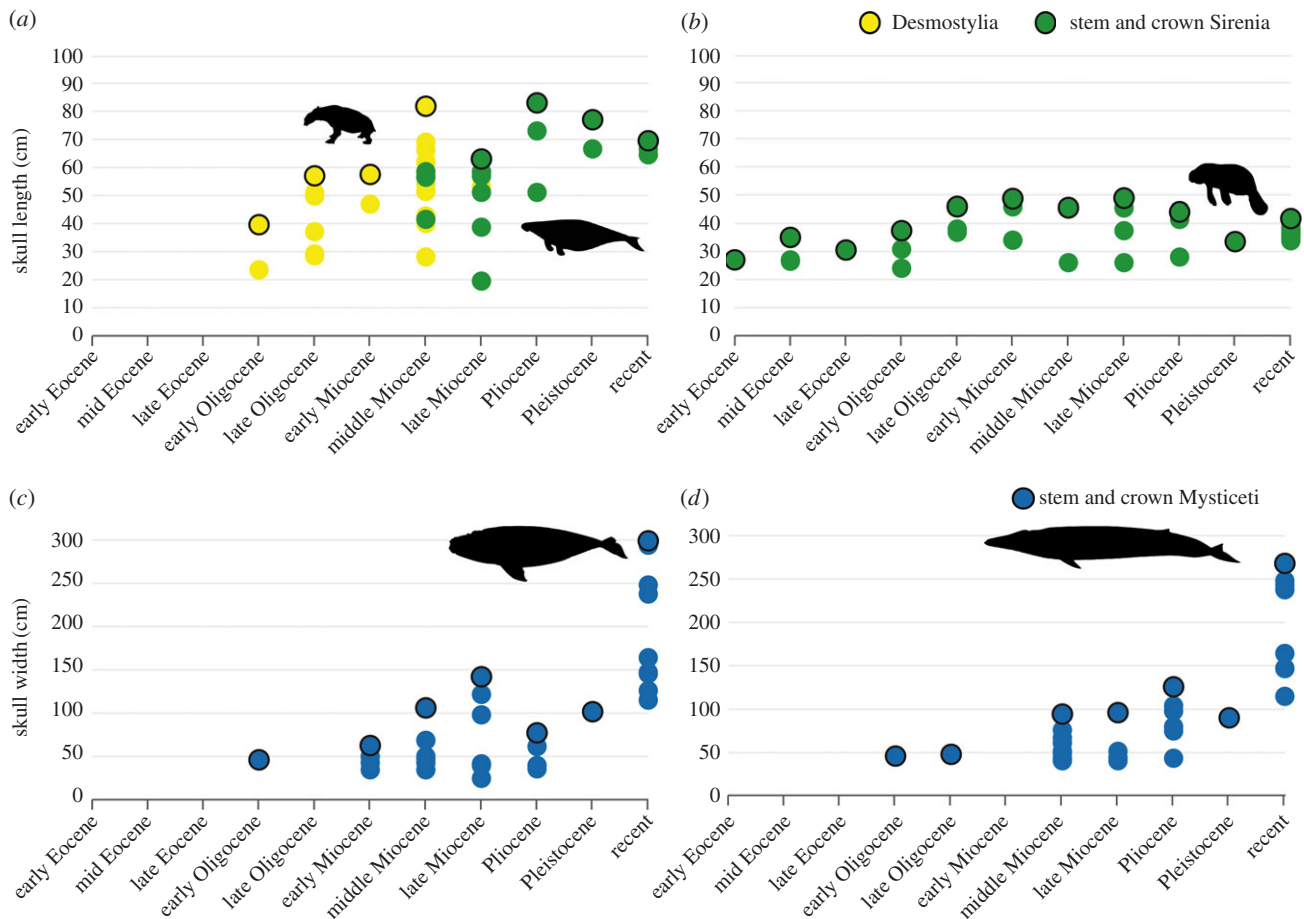 (a)
100
90
80
70
60
50
40
30
20
10
0
skull length (cm)
early Eocene
mid Eocene
late Eocene
early Oligocene
late Oligocene
early Miocene
middle Miocene
late Miocene
Pliocene
Pleistocene
recent
(b)
Desmostylia
stem and crown Sirenia
100
90
80
70
60
50
40
30
20
10
0
early Eocene
mid Eocene
late Eocene
early Oligocene
late Oligocene
early Miocene
middle Miocene
late Miocene
Pliocene
Pleistocene
recent
(c)
300
250
200
150
100
50
0
skull width (cm)
early Eocene
mid Eocene
late Eocene
early Oligocene
late Oligocene
early Miocene
middle Miocene
late Miocene
Pliocene
Pleistocene
recent
(d)
stem and crown Mysticeti
300
250
200
150
100
50
0
early Eocene
mid Eocene
late Eocene
early Oligocene
late Oligocene
early Miocene
middle Miocene
late Miocene
Pliocene
Pleistocene
recent